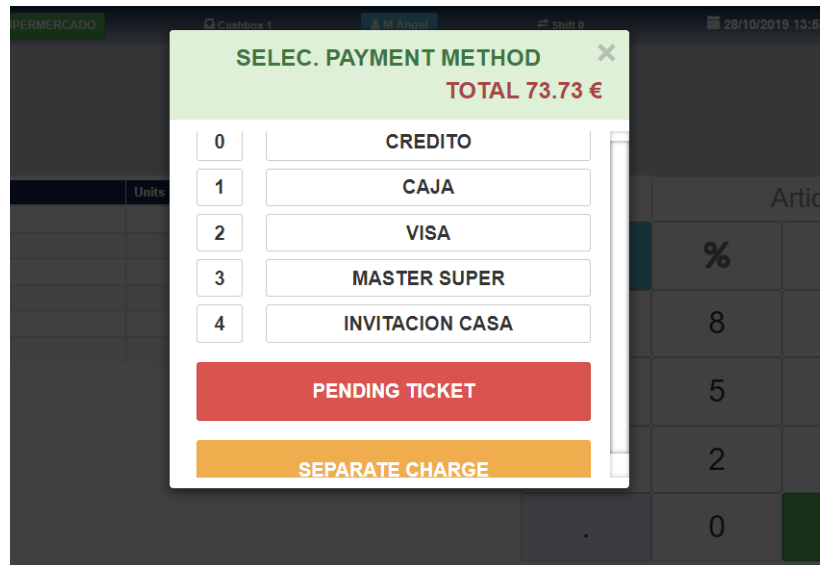 PERMERCADO Cashbox 1 M Angel Shift 0 28/10/2019 13:5
SELEC. PAYMENT METHOD ×
TOTAL 73.73 €
0 CREDITO
1 CAJA
Units
2 VISA
3 MASTER SUPER
4 INVITACION CASA
PENDING TICKET
SEPARATE CHARGE
Artic
%
8
5
2
. 0